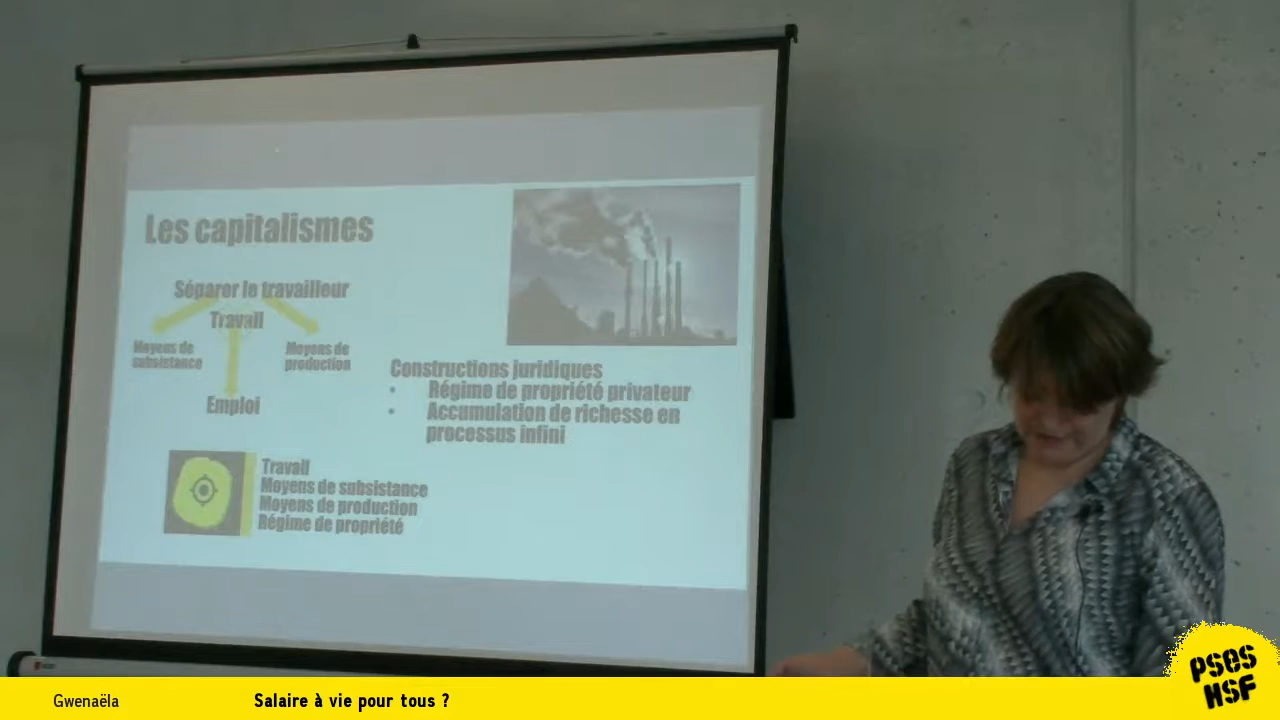 Les capitalismes
Séparer le travailleur
Travail
Moyens de
subsistance
Moyens de
production
Emploi
Constructions juridiques
• Régime de propriété privateur
• Accumulation de richesse en
processus infini
Travail
Moyens de subsistance
Moyens de production
Régime de propriété
Gwenaëla
Salaire à vie pour tous ?
PSES
HSF